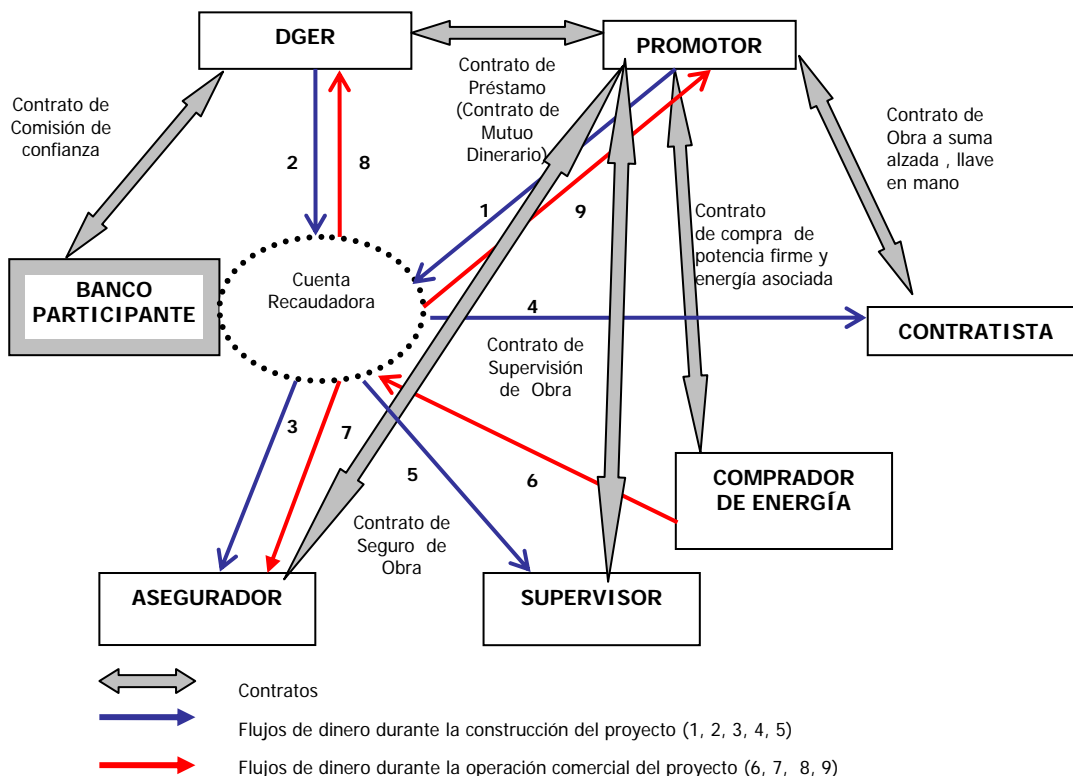 DGER
PROMOTOR
Contrato de
Comisión de
confianza
Contrato de
Préstamo
(Contrato de
Mutuo
Dinerario)
Contrato de
Obra a suma
alzada , llave
en mano
2
8
1
9
Contrato
de compra de
potencia firme y
energía asociada
Cuenta
Recaudadora
BANCO
PARTICIPANTE
4
CONTRATISTA
Contrato de
Supervisión
de Obra
3
7
5
6
COMPRADOR
DE ENERGÍA
Contrato de
Seguro de
Obra
ASEGURADOR
SUPERVISOR
Contratos
Flujos de dinero durante la construcción del proyecto (1, 2, 3, 4, 5)
Flujos de dinero durante la operación comercial del proyecto (6, 7, 8, 9)